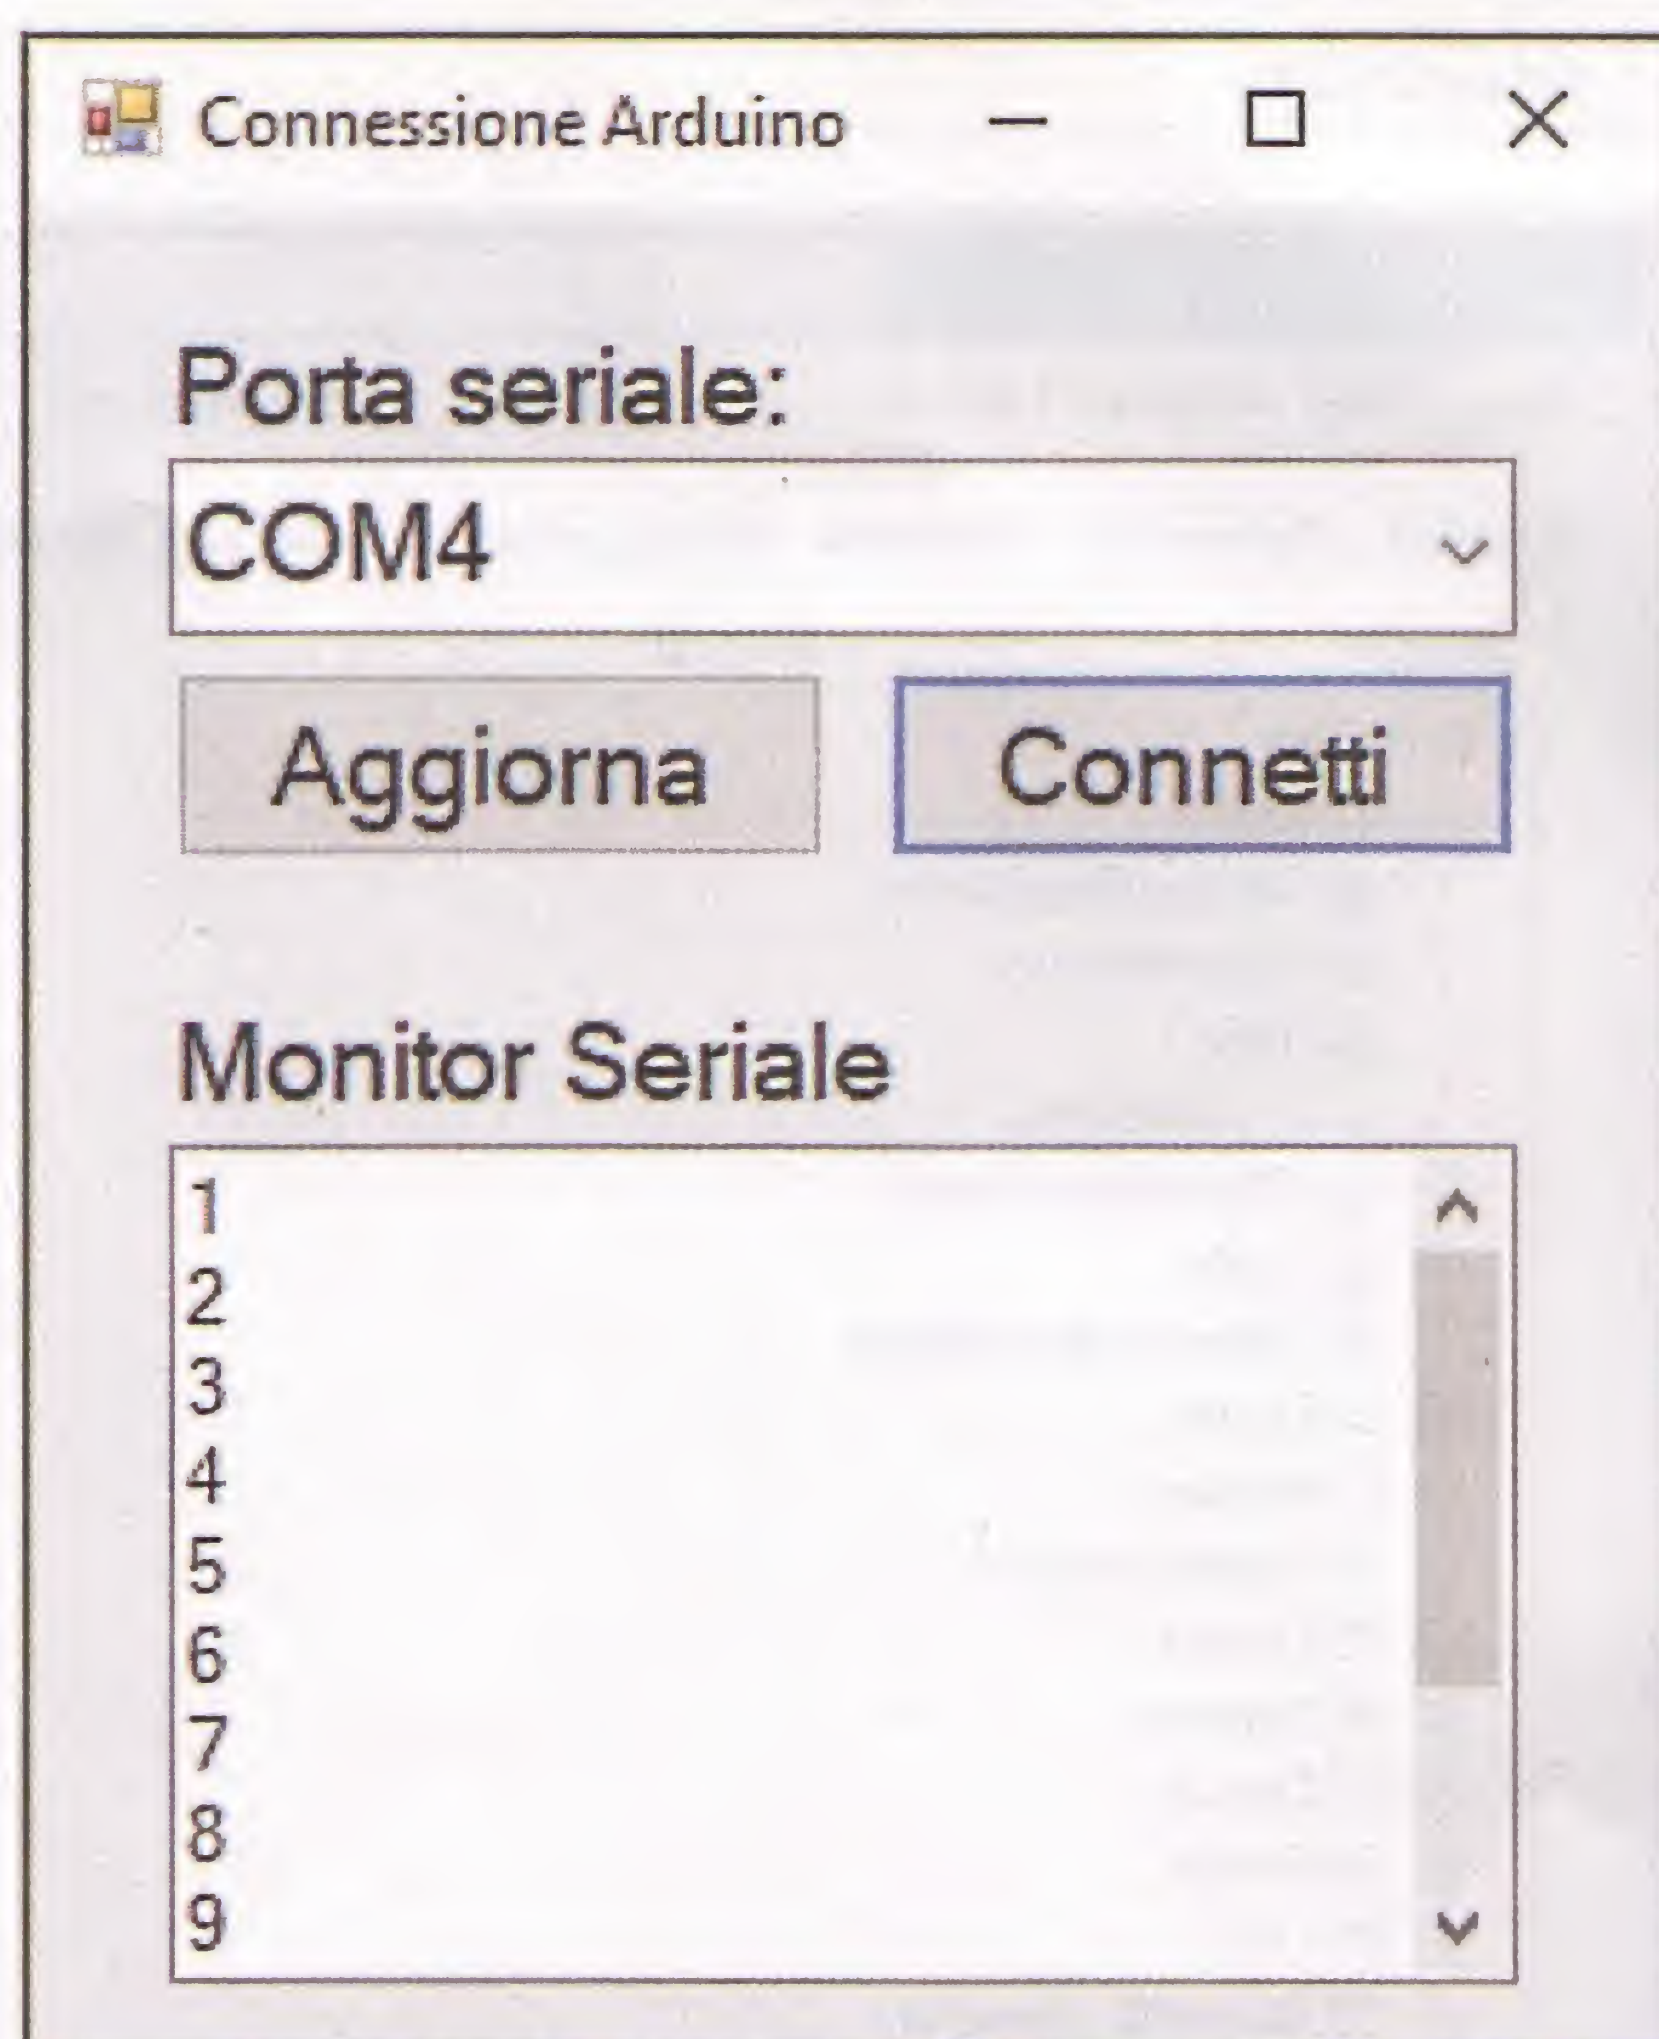 Connessione Arduino
Porta seriale:
COM4
Aggiorna Connetti
Monitor Seriale
1
2
3
4
5
6
7
8
9